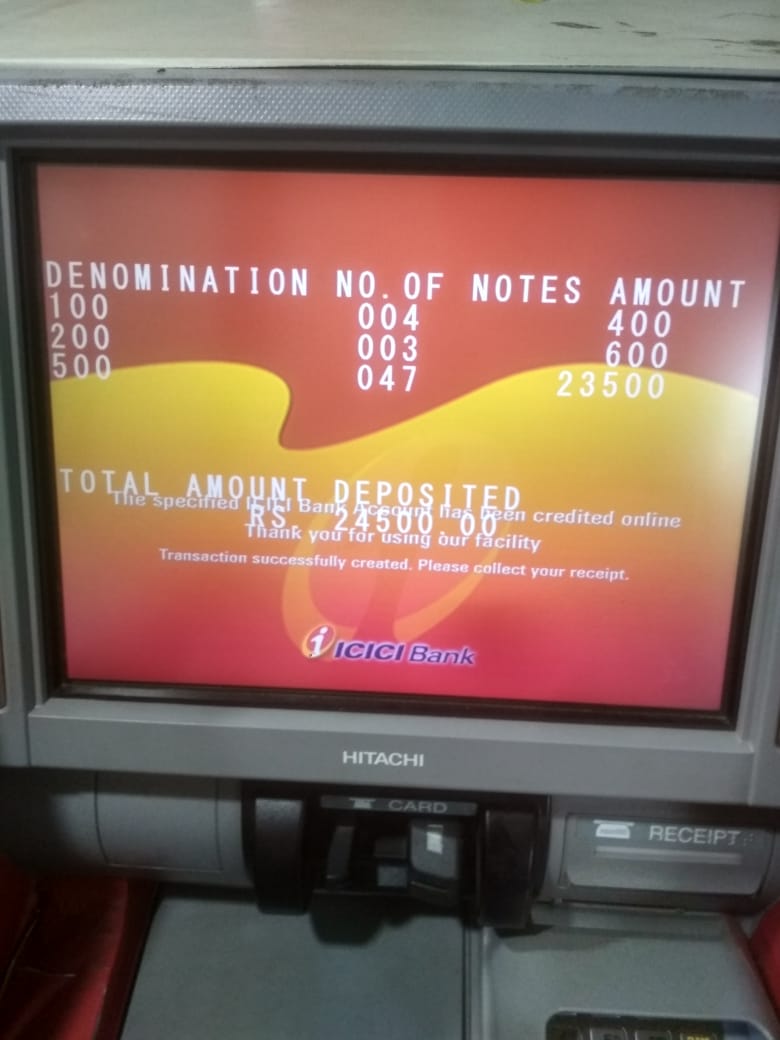 DENOMINATION NO.OF NOTES AMOUNT
100 004 400
200 003 600
500 047 23500
TOTAL AMOUNT DEPOSITED
The specified ICICI Bank Account has been credited online
RS. 24500.00
Thank you for using our facility
Transaction successfully created. Please collect your receipt.
i ICICI Bank
HITACHI
CARD
RECEIPT